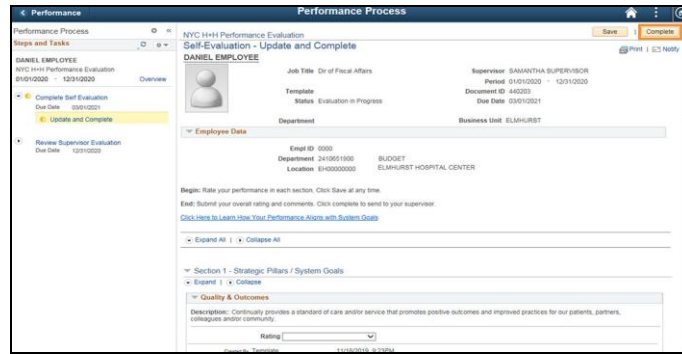 Performance
Performance Process
Performance Process
Steps and Tasks
DANIEL EMPLOYEE
NYC H+H Performance Evaluation
01/01/2020 - 12/31/2020
Overview
Complete Self Evaluation
Due Date 03/01/2021
Update and Complete
Review Supervisor Evaluation
Due Date 12/31/2020
NYC H+H Performance Evaluation
Save | Complete
Self-Evaluation - Update and Complete
Print | Notify
DANIEL EMPLOYEE
Job Title Dir of Fiscal Affairs
Supervisor SAMANTHA SUPERVISOR
Period 01/01/2020 - 12/31/2020
Template
Document ID 440203
Status Evaluation in Progress
Due Date 03/01/2021
Department
Business Unit ELMHURST
Employee Data
Empl ID 0000
Department 2410651900 BUDGET
Location EH00000000 ELMHURST HOSPITAL CENTER
Begin: Rate your performance in each section. Click Save at any time.
End: Submit your overall rating and comments. Click complete to send to your supervisor.
Click Here to Learn How Your Performance Aligns with System Goals
Expand All | Collapse All
Section 1 - Strategic Pillars / System Goals
Expand | Collapse
Quality & Outcomes
Description: Continually provides a standard of care and/or service that promotes positive outcomes and improved practices for our patients, partners,
colleagues and/or community.
Rating
Created By Template 11/18/2019 9:23PM